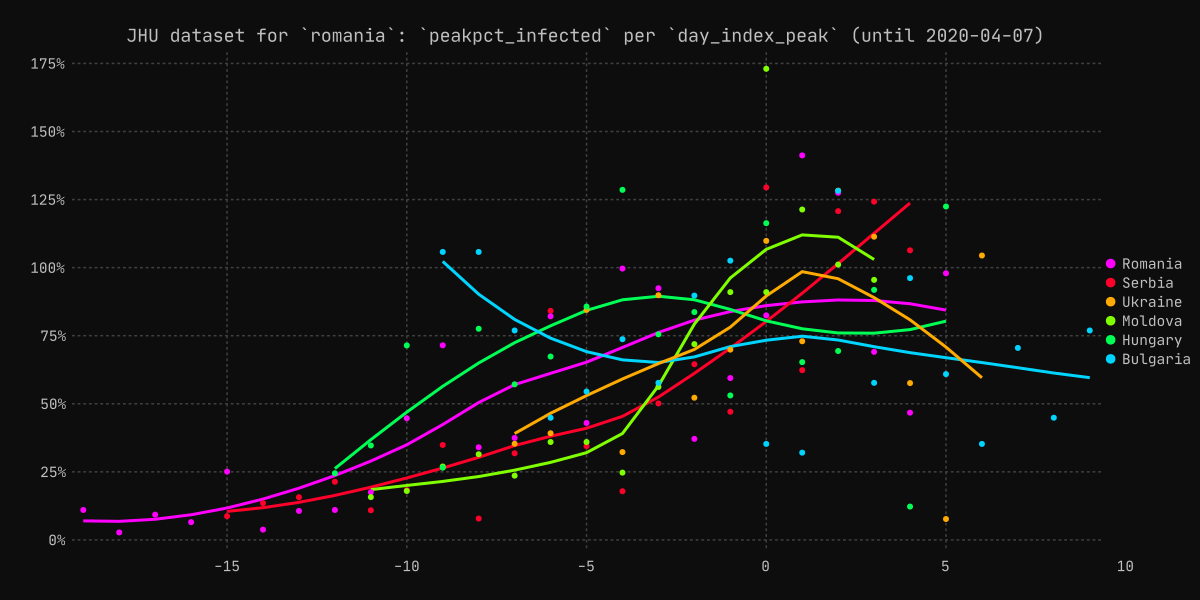 JHU dataset for `romania`: `peakpct_infected` per `day_index_peak` (until 2020-04-07)
175%
150%
125%
100%
75%
50%
25%
0%
Romania
Serbia
Ukraine
Moldova
Hungary
Bulgaria
-15 -10 -5 0 5 10